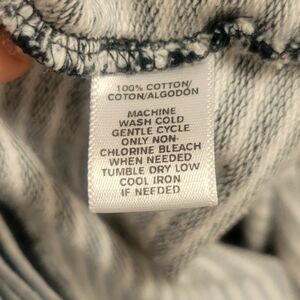 100% COTTON/
COTON/ALGODÓN
MACHINE
WASH COLD
GENTLE CYCLE
ONLY NON-
CHLORINE BLEACH
WHEN NEEDED
TUMBLE DRY LOW
COOL IRON
IF NEEDED